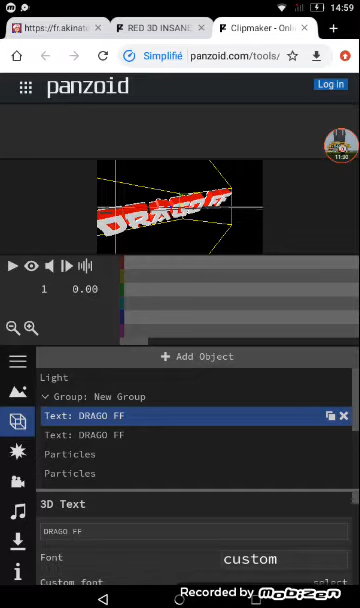 14:59
https://fr.akinato
RED 3D INSANE
Clipmaker - Onli
Simplifié
panzoid.com/tools/
panzoid
Log in
11:30
DRAGO FF
1 0.00
Add Object
Light
Group: New Group
Text: DRAGO FF
Text: DRAGO FF
Particles
Particles
3D Text
DRAGO FF
Font custom
Custom font select
Recorded by Mobizen